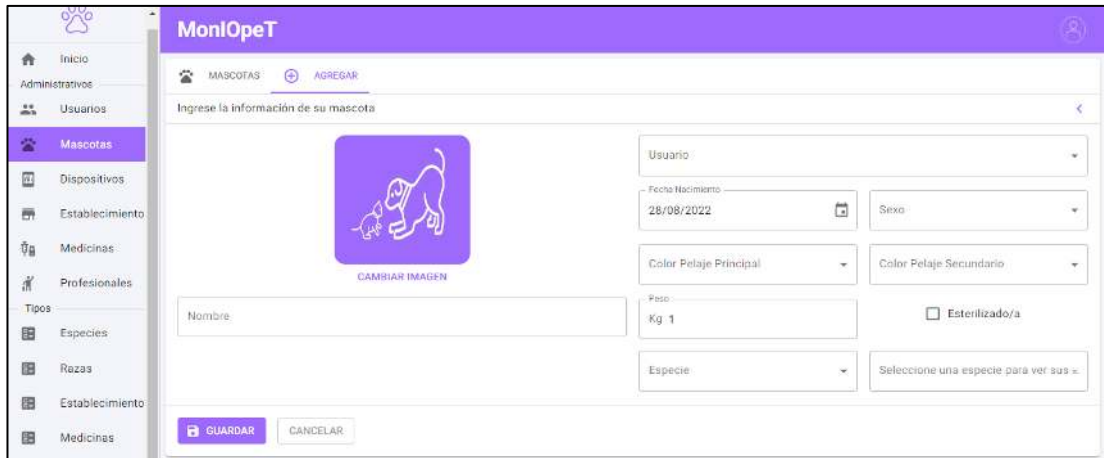 MonIOpeT
Inicio
Administrativos
Usuarios
Mascotas
Dispositivos
Establecimiento
Medicinas
Profesionales
Tipos
Especies
Razas
Establecimiento
Medicinas
MASCOTAS AGREGAR
Ingrese la información de su mascota
CAMBIAR IMAGEN
Nombre
Usuario
Fecha Nacimiento
28/08/2022
Sexo
Color Pelaje Principal
Color Pelaje Secundario
Peso
Kg 1
Esterilizado/a
Especie
Seleccione una especie para ver sus
GUARDAR CANCELAR